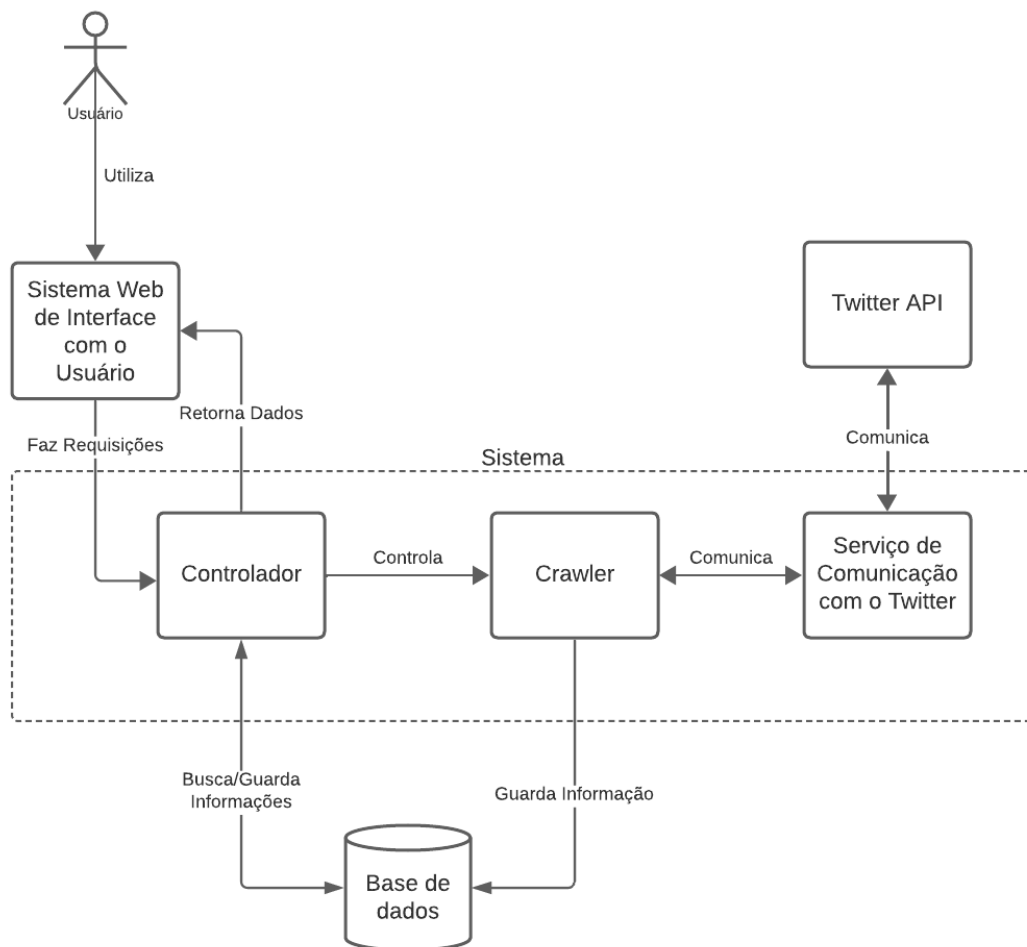 Usuário
Utiliza
Sistema Web
de Interface
com o
Usuário
Twitter API
Retorna Dados
Faz Requisições
Comunica
Sistema
Controlador
Controla
Crawler
Comunica
Serviço de
Comunicação
com o Twitter
Busca/Guarda
Informações
Guarda Informação
Base de
dados